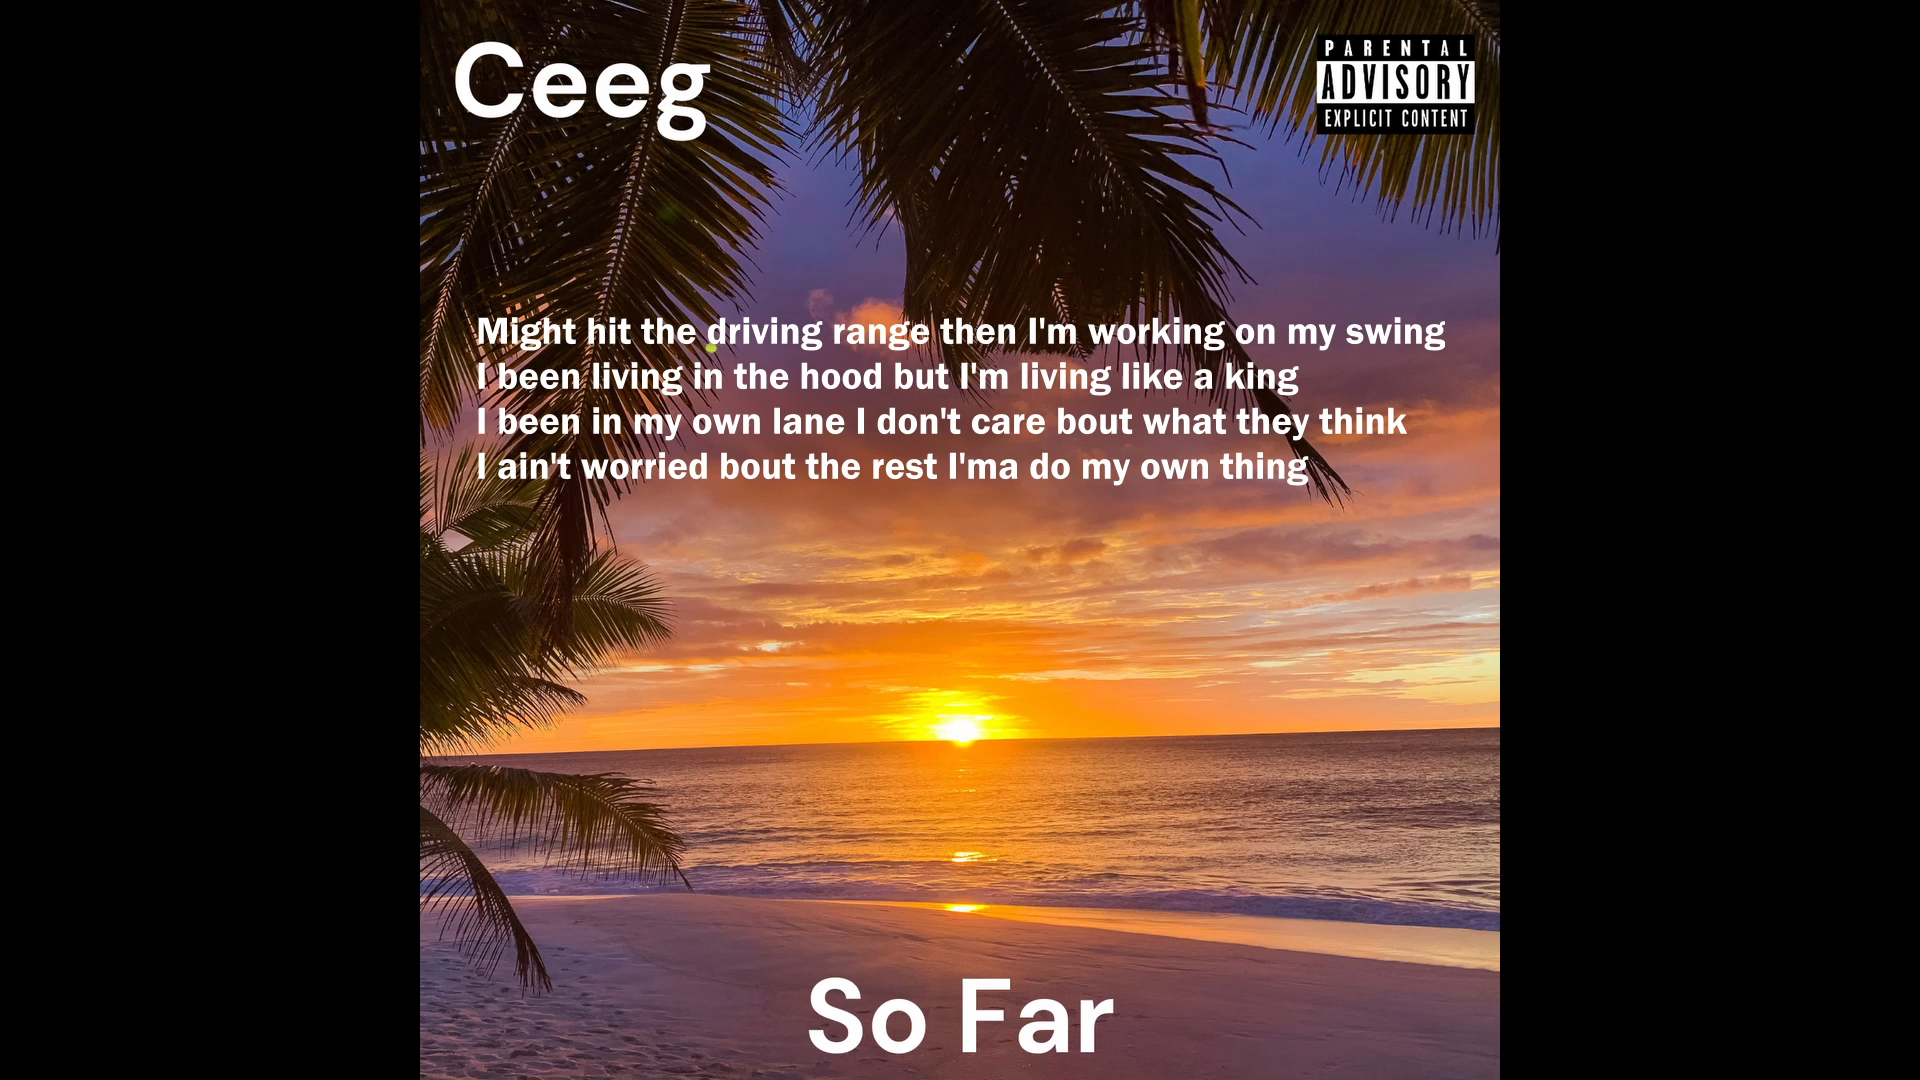 Ceeg
PARENTAL
ADVISORY
EXPLICIT CONTENT
Might hit the driving range then I'm working on my swing
I been living in the hood but I'm living like a king
I been in my own lane I don't care bout what they think
I ain't worried bout the rest I'ma do my own thing
So Far